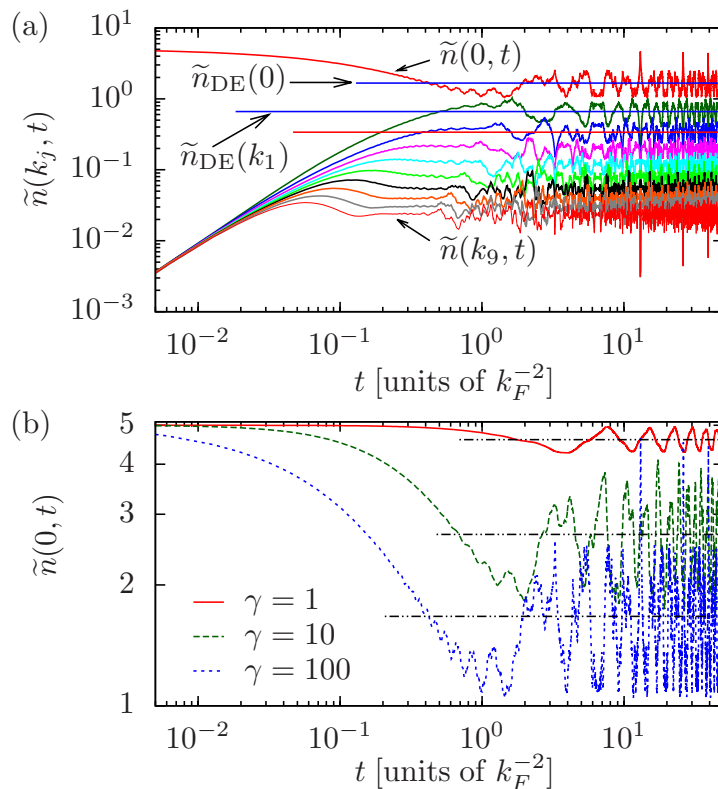 (a)
ñ(0, t)
ñ_DE(0)
ñ_DE(k_1)
ñ(k_9, t)
ñ(k_j, t)
10^1
10^0
10^-1
10^-2
10^-3
10^-2 10^-1 10^0 10^1
t [units of k_F^-2]
(b)
ñ(0, t)
5
4
3
2
1
γ = 1
γ = 10
γ = 100
10^-2 10^-1 10^0 10^1
t [units of k_F^-2]